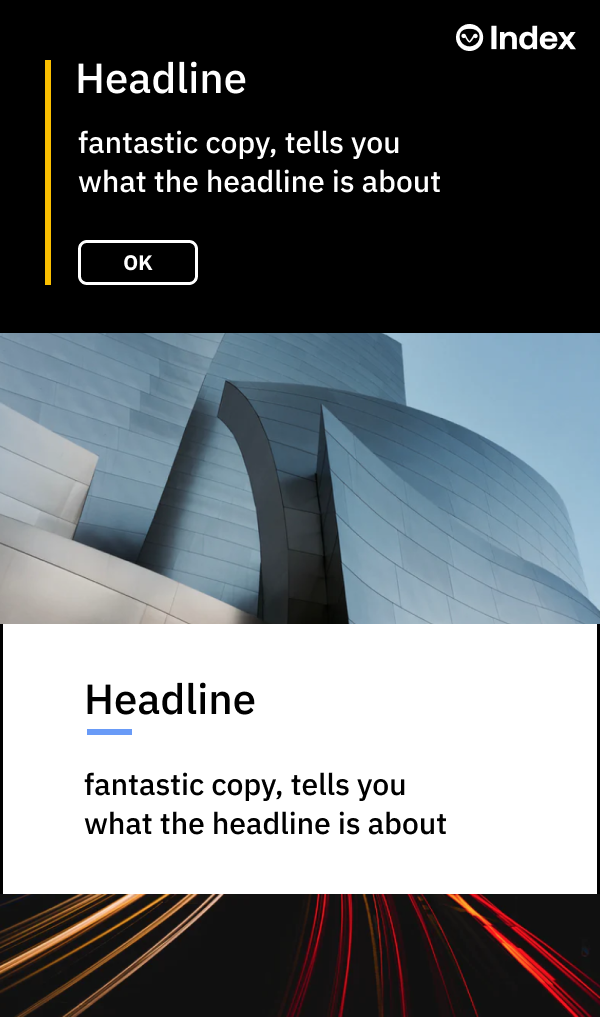 Index
Headline
fantastic copy, tells you
what the headline is about
OK
Headline
fantastic copy, tells you
what the headline is about